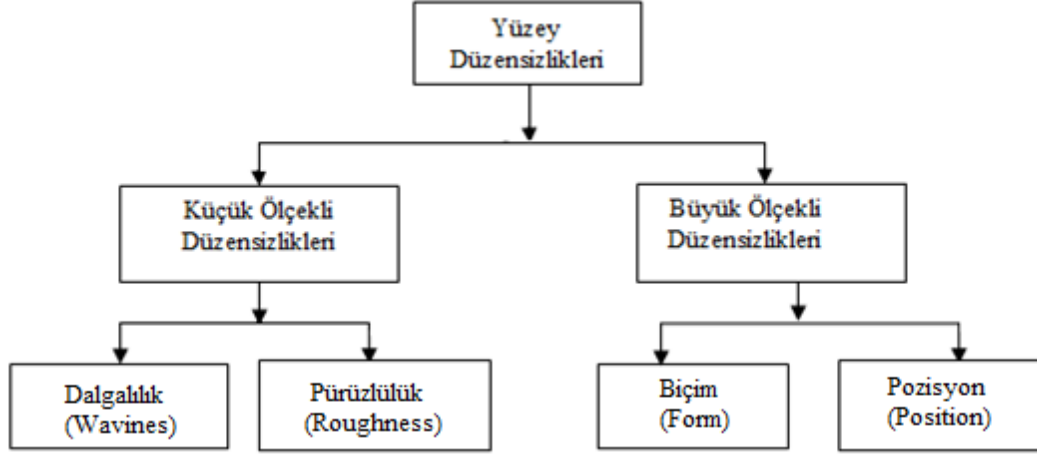 Yüzey
Düzensizlikleri
Küçük Ölçekli
Düzensizlikleri
Büyük Ölçekli
Düzensizlikleri
Dalgalılık
(Wavines)
Pürüzlülük
(Roughness)
Biçim
(Form)
Pozisyon
(Position)